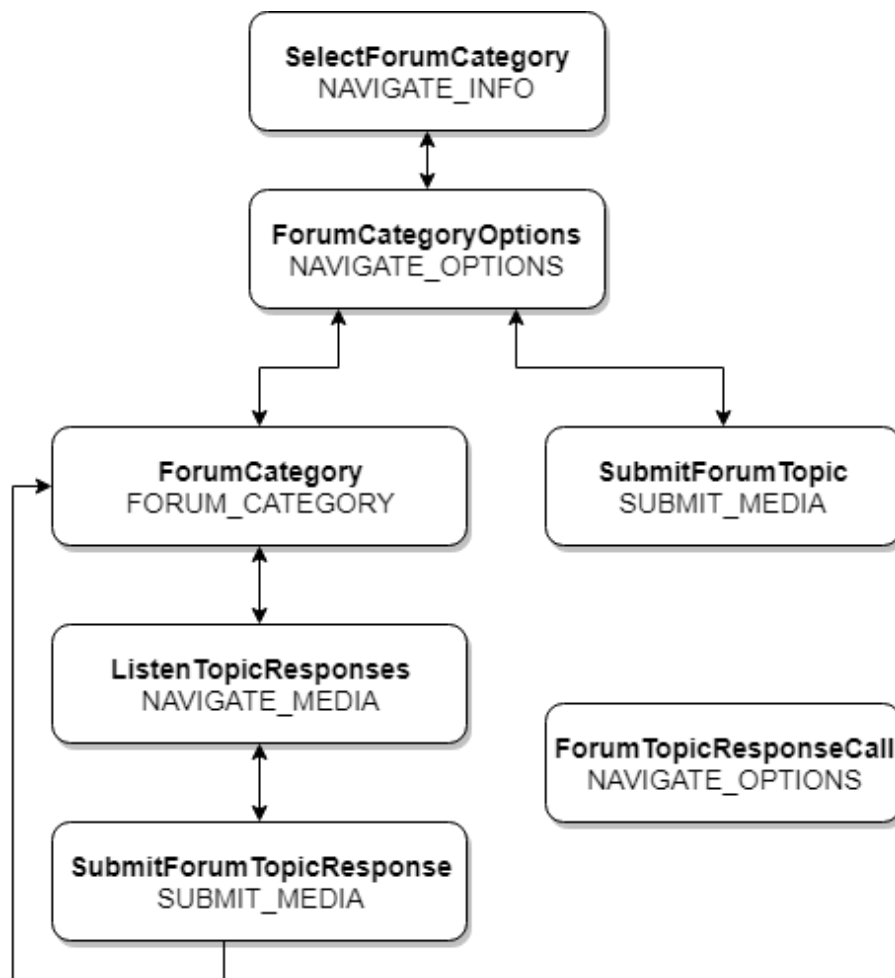 SelectForumCategory
NAVIGATE_INFO
ForumCategoryOptions
NAVIGATE_OPTIONS
ForumCategory
FORUM_CATEGORY
SubmitForumTopic
SUBMIT_MEDIA
ListenTopicResponses
NAVIGATE_MEDIA
ForumTopicResponseCall
NAVIGATE_OPTIONS
SubmitForumTopicResponse
SUBMIT_MEDIA